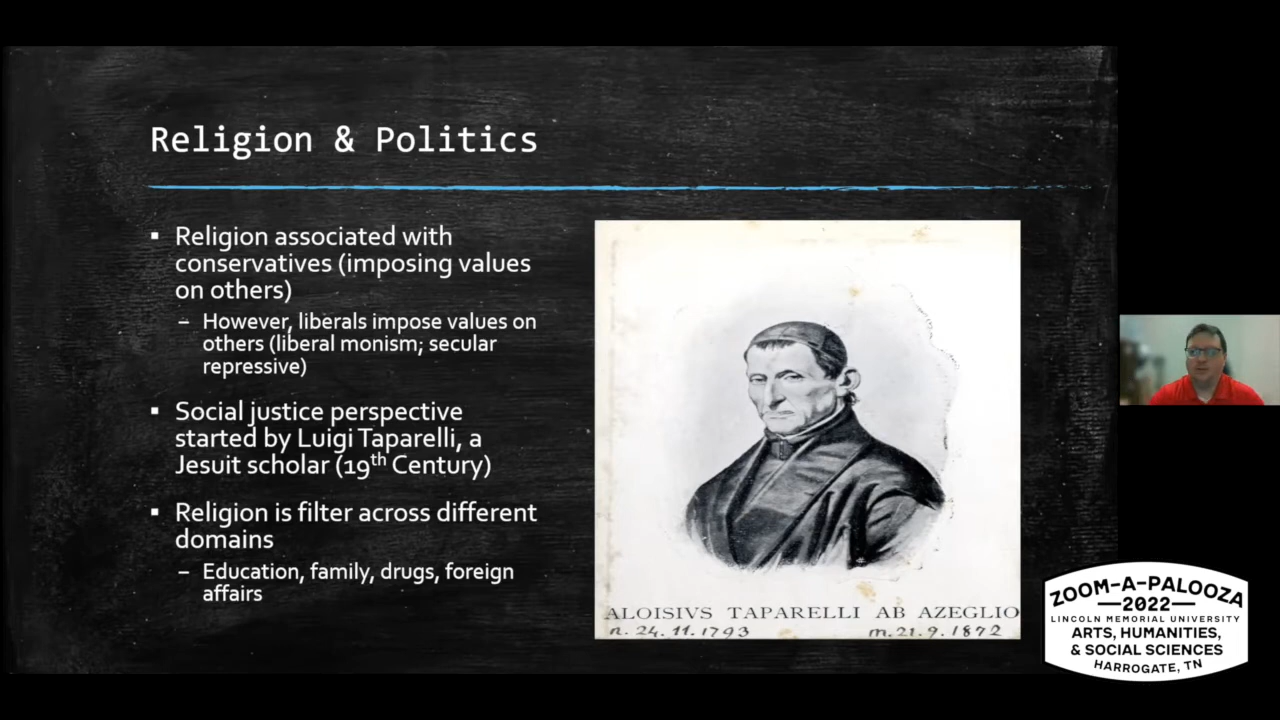 Religion & Politics
▪ Religion associated with
conservatives (imposing values
on others)
– However, liberals impose values on
others (liberal monism; secular
repressive)
▪ Social justice perspective
started by Luigi Taparelli, a
Jesuit scholar (19th Century)
▪ Religion is filter across different
domains
– Education, family, drugs, foreign
affairs
ALOISIVS TAPARELLI AB AZEGLIO
n. 24. 11. 1793 m. 21. 9. 1872
ZOOM-A-PALOOZA
—2022—
LINCOLN MEMORIAL UNIVERSITY
ARTS, HUMANITIES,
& SOCIAL SCIENCES
HARROGATE, TN